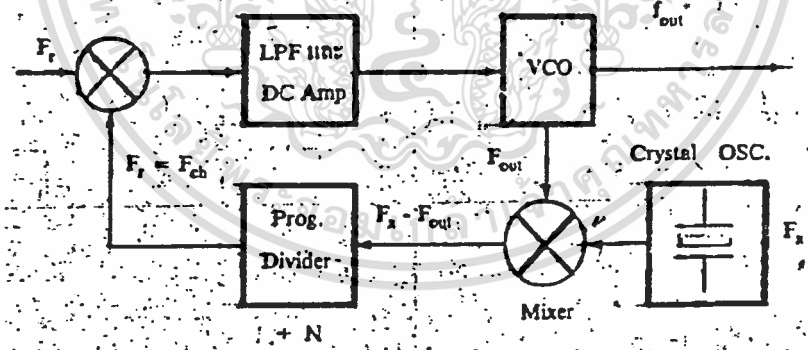 f_out
F_r
LPF และ
DC Amp
VCO
F_r = F_ch
F_out
Crystal OSC.
Prog.
Divider
F_x - F_out
F_x
Mixer
÷ N